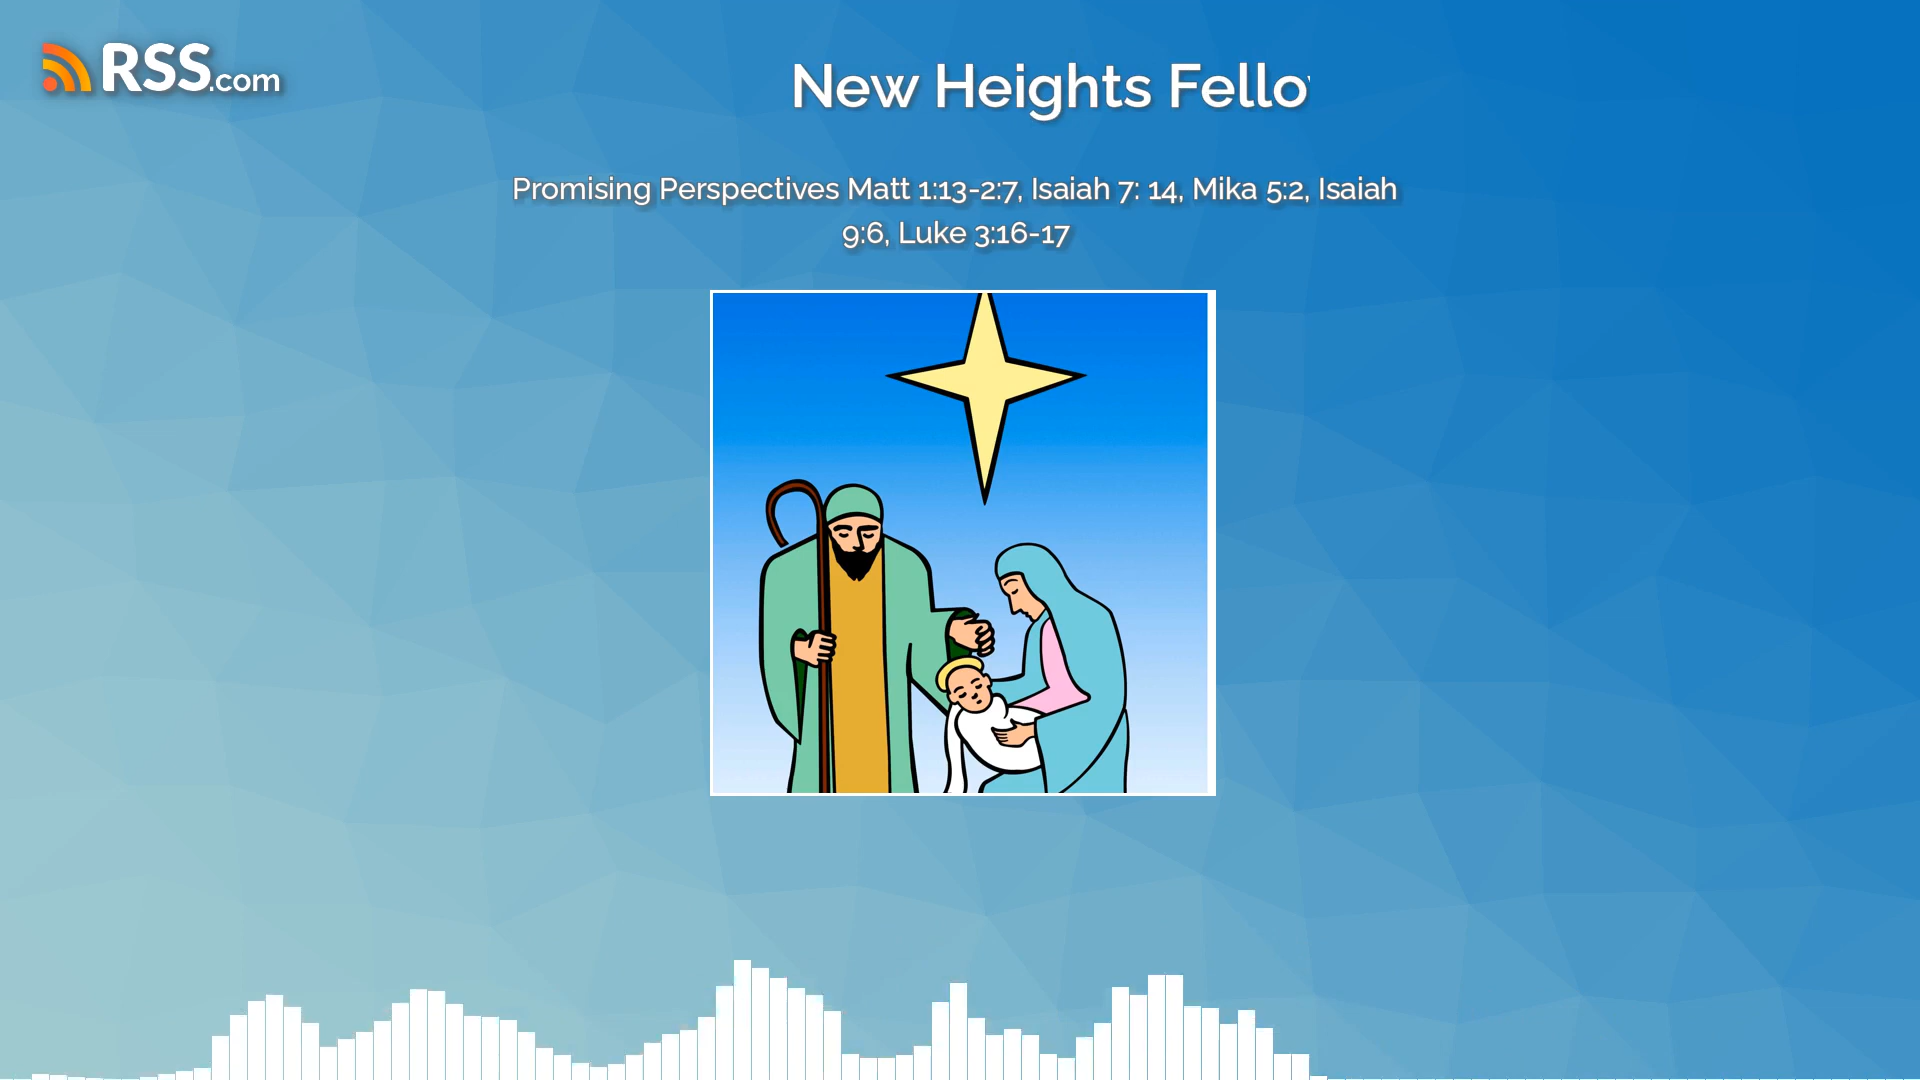 RSS.com
New Heights Fello
Promising Perspectives Matt 1:13-2:7, Isaiah 7: 14, Mika 5:2, Isaiah
9:6, Luke 3:16-17